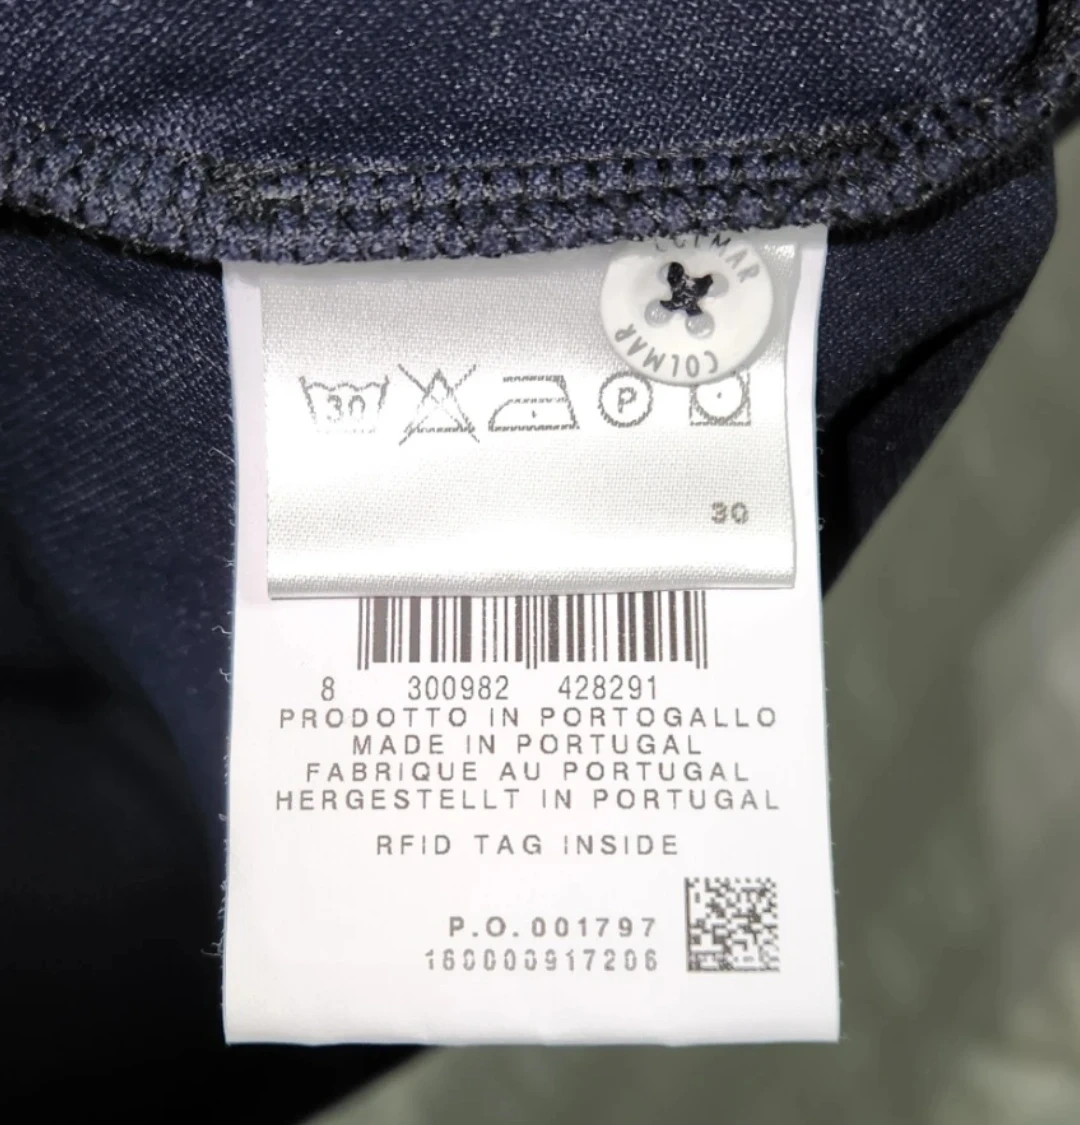 COLMAR
COLMAR
30
P
30
8 300982 428291
PRODOTTO IN PORTOGALLO
MADE IN PORTUGAL
FABRIQUE AU PORTUGAL
HERGESTELLT IN PORTUGAL
RFID TAG INSIDE
P.O. 001797
160000917206